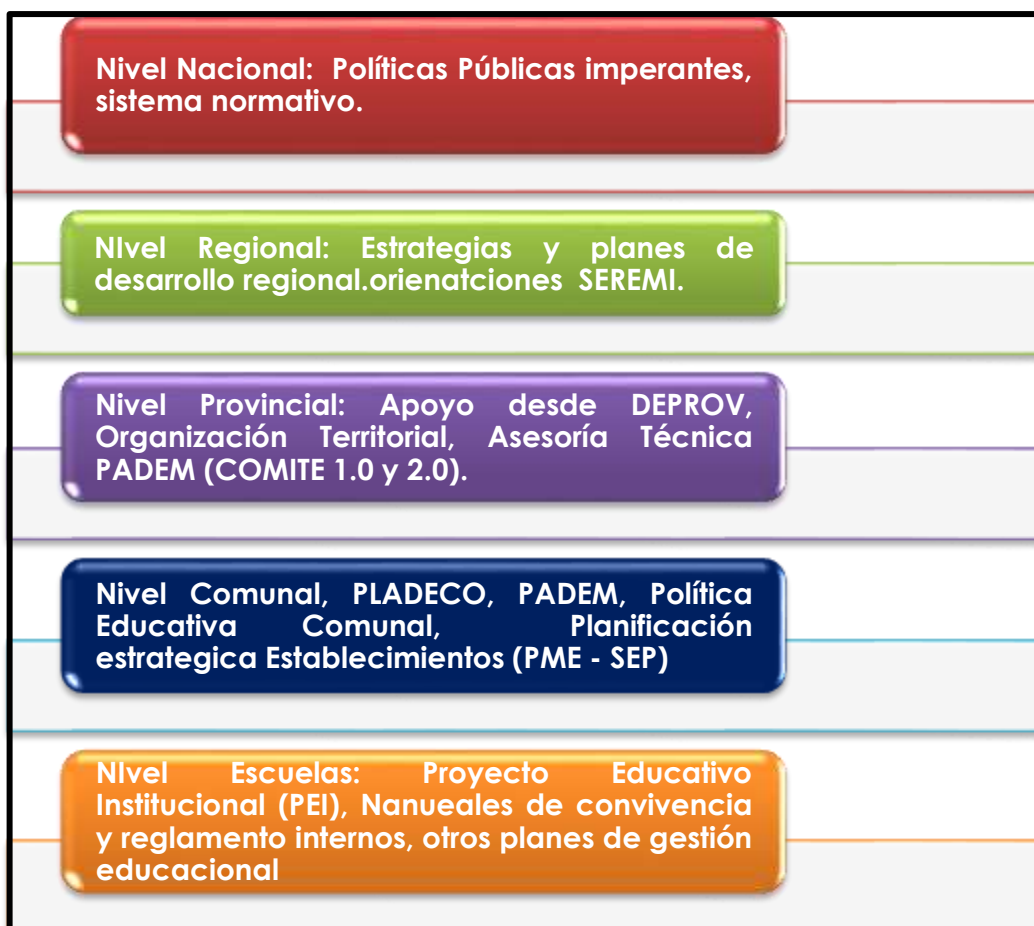 Nivel Nacional: Políticas Públicas imperantes,
sistema normativo.
NIvel Regional: Estrategias y planes de
desarrollo regional.orienatciones SEREMI.
Nivel Provincial: Apoyo desde DEPROV,
Organización Territorial, Asesoría Técnica
PADEM (COMITE 1.0 y 2.0).
Nivel Comunal, PLADECO, PADEM, Política
Educativa Comunal, Planificación
estrategica Establecimientos (PME - SEP)
NIvel Escuelas: Proyecto Educativo
Institucional (PEI), Nanueales de convivencia
y reglamento internos, otros planes de gestión
educacional